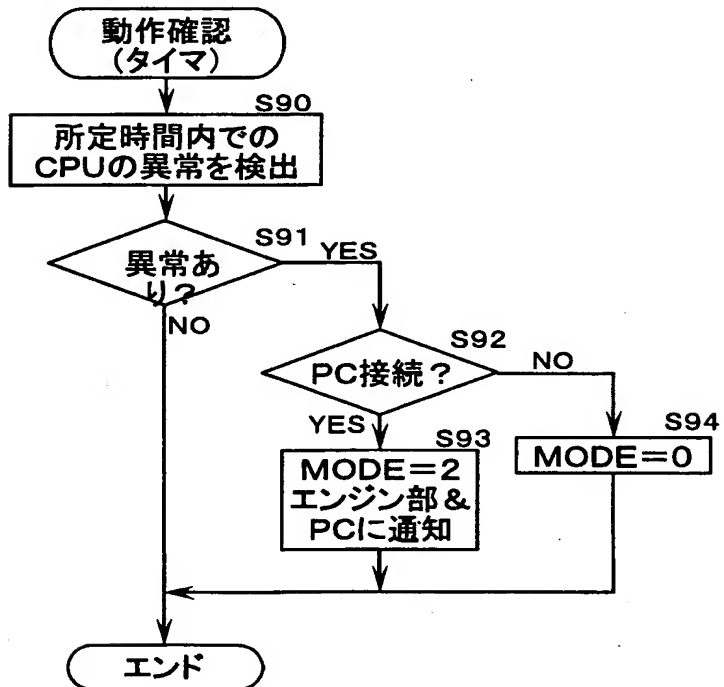 動作確認
(タイマ)
S90
所定時間内での
CPUの異常を検出
S91
異常あ
り?
YES
NO
S92
PC接続?
NO
YES
S93
MODE=2
エンジン部&
PCに通知
S94
MODE=0
エンド